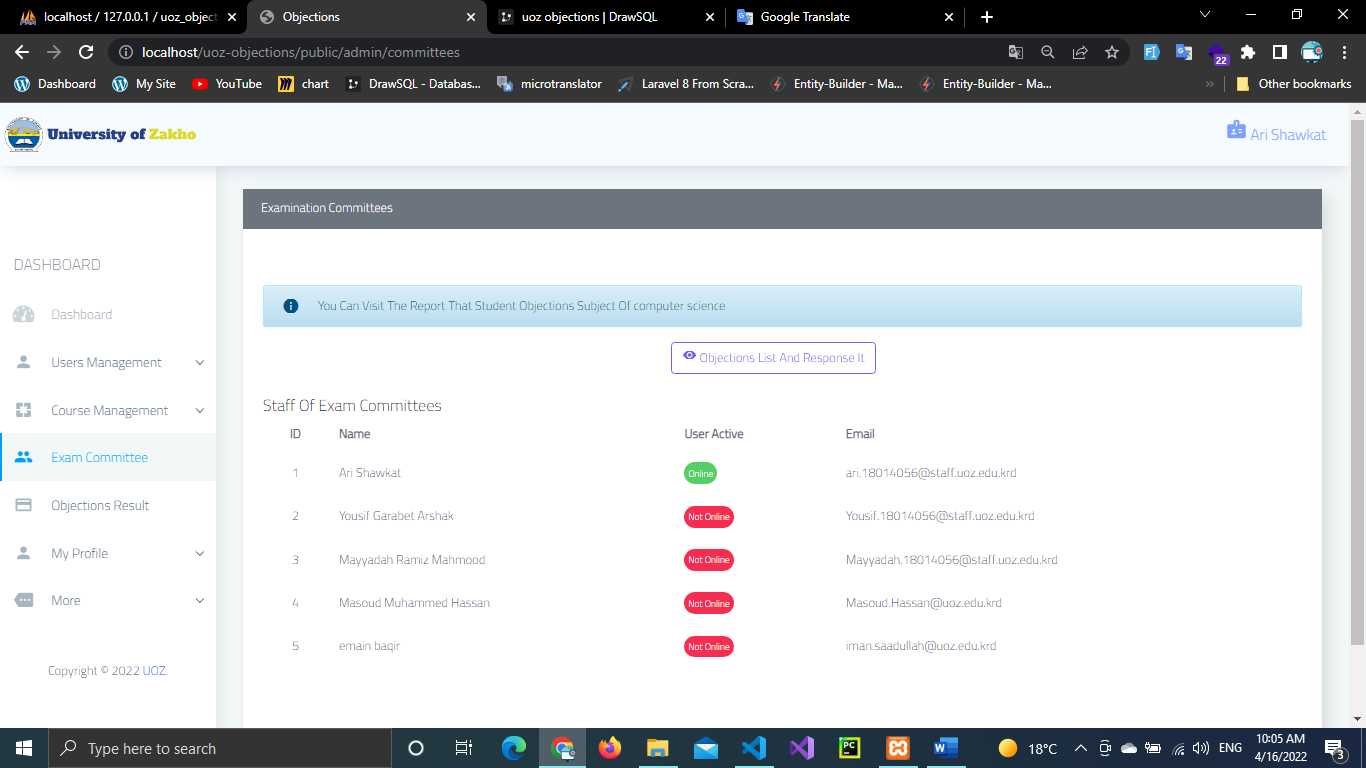 localhost / 127.0.0.1 / uoz_object
Objections
uoz objections | DrawSQL
Google Translate
localhost/uoz-objections/public/admin/committees
22
Dashboard
My Site
YouTube
chart
DrawSQL - Databas...
microtranslator
Laravel 8 From Scra...
Entity-Builder - Ma...
Entity-Builder - Ma...
Other bookmarks
University of Zakho
Ari Shawkat
Examination Committees
DASHBOARD
Dashboard
Users Management
Course Management
Exam Committee
Objections Result
My Profile
More
Copyright © 2022 UOZ.
You Can Visit The Report That Student Objections Subject Of computer science
Objections List And Response It
Staff Of Exam Committees
ID Name User Active Email
1 Ari Shawkat Online ari.18014056@staff.uoz.edu.krd
2 Yousif Garabet Arshak Not Online Yousif.18014056@staff.uoz.edu.krd
3 Mayyadah Ramiz Mahmood Not Online Mayyadah.18014056@staff.uoz.edu.krd
4 Masoud Muhammed Hassan Not Online Masoud.Hassan@uoz.edu.krd
5 emain baqir Not Online iman.saadullah@uoz.edu.krd
Type here to search
PC
W
18°C
ENG
10:05 AM
4/16/2022
3